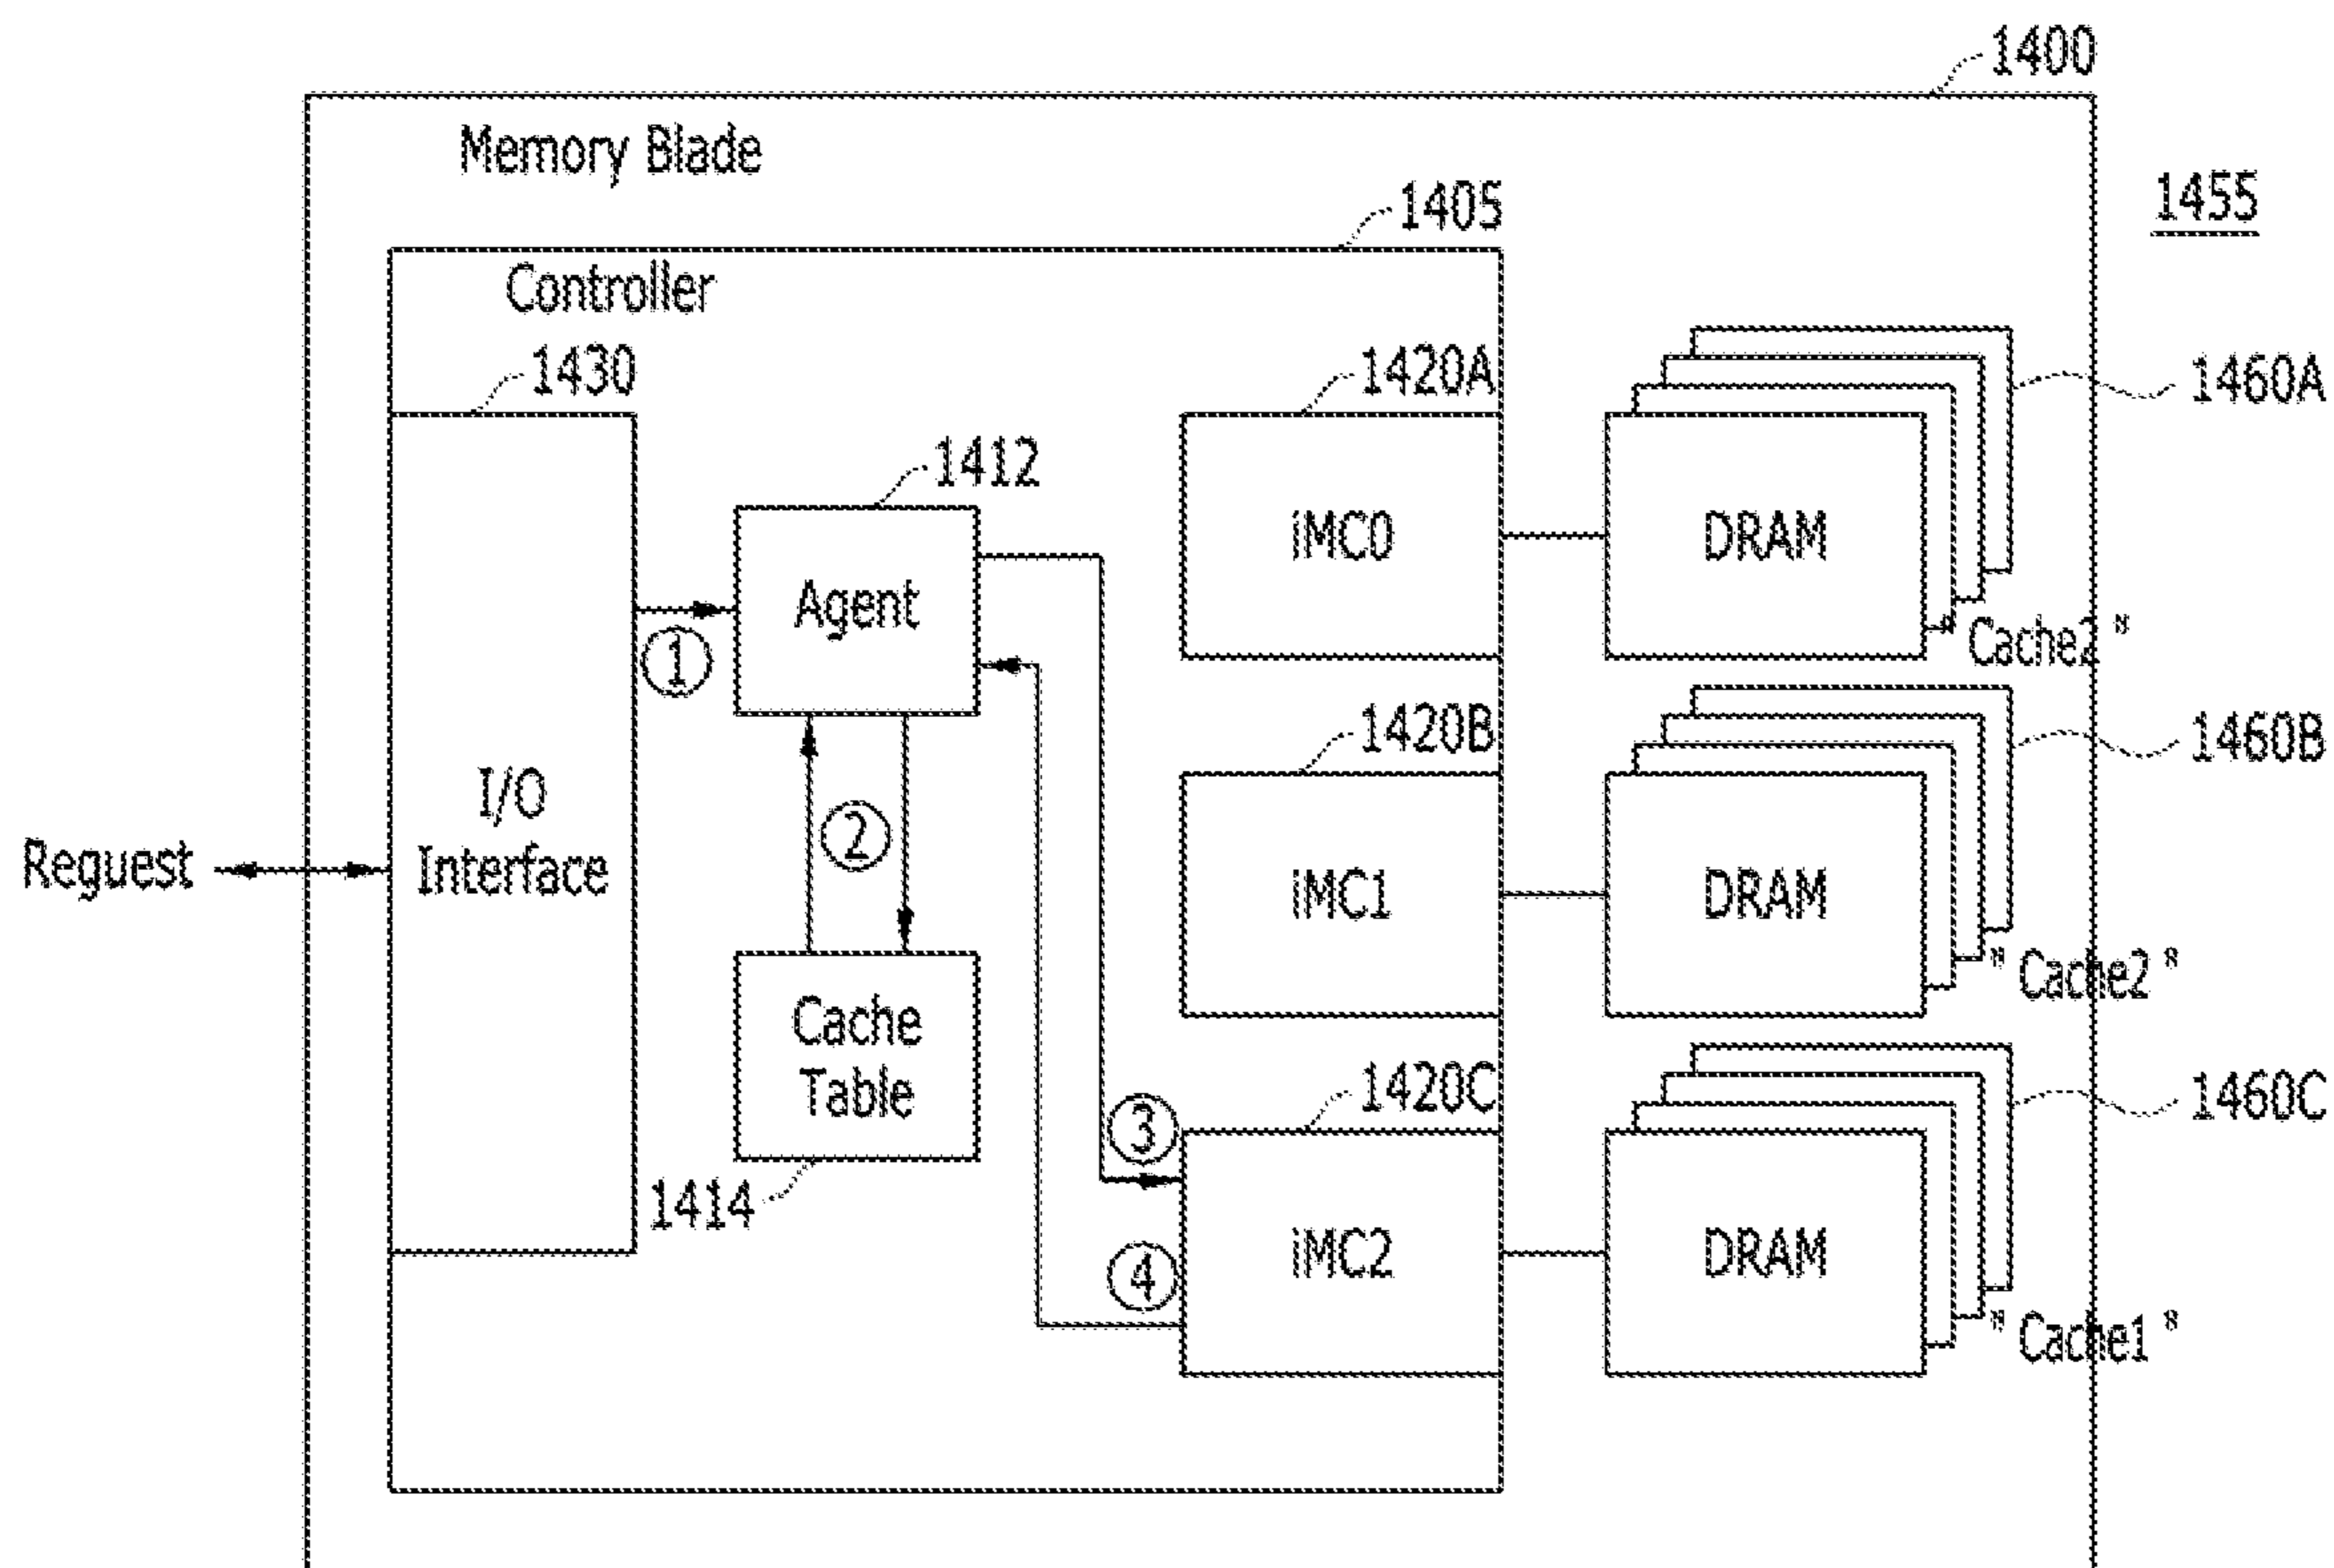 1400
Memory Blade
1455
1405
Controller
1430
1420A
1460A
1412
iMC0
DRAM
Agent
①
" Cache2 "
1420B
1460B
I/O
Interface
②
iMC1
DRAM
Reguest
" Cache2 "
Cache
Table
1420C
1460C
③
1414
④
iMC2
DRAM
" Cache1 "